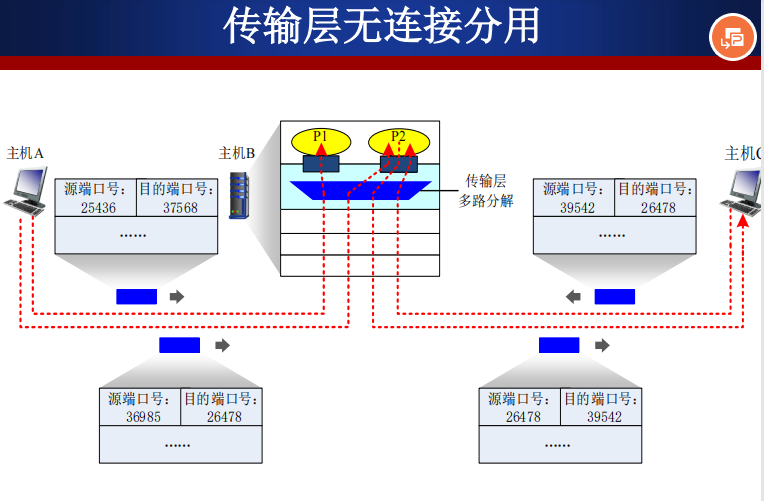 传输层无连接分用
主机A
源端口号：
25436
目的端口号：
37568
……
主机B
P1
P2
传输层
多路分解
源端口号：
39542
目的端口号：
26478
……
主机C
源端口号：
36985
目的端口号：
26478
……
源端口号：
26478
目的端口号：
39542
……